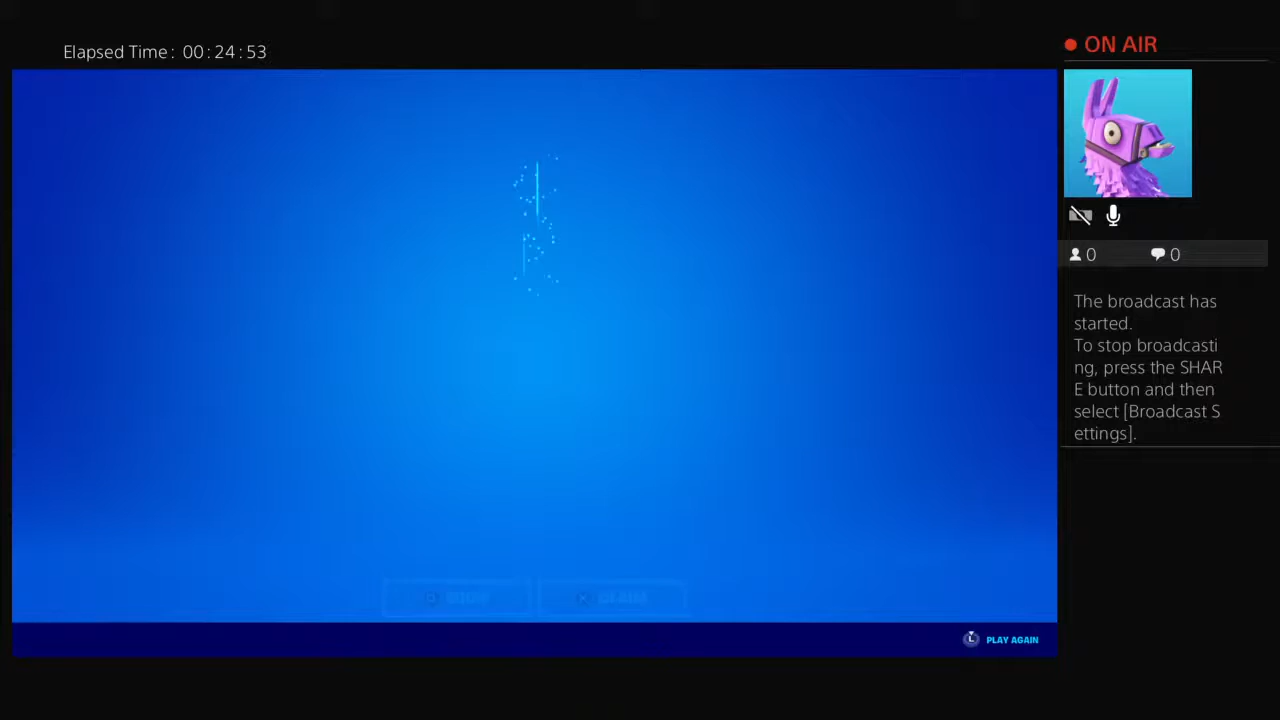 Elapsed Time: 00:24:53
ON AIR
0 0
The broadcast has
started.
To stop broadcasti
ng, press the SHAR
E button and then
select [Broadcast S
ettings].
PLAY AGAIN